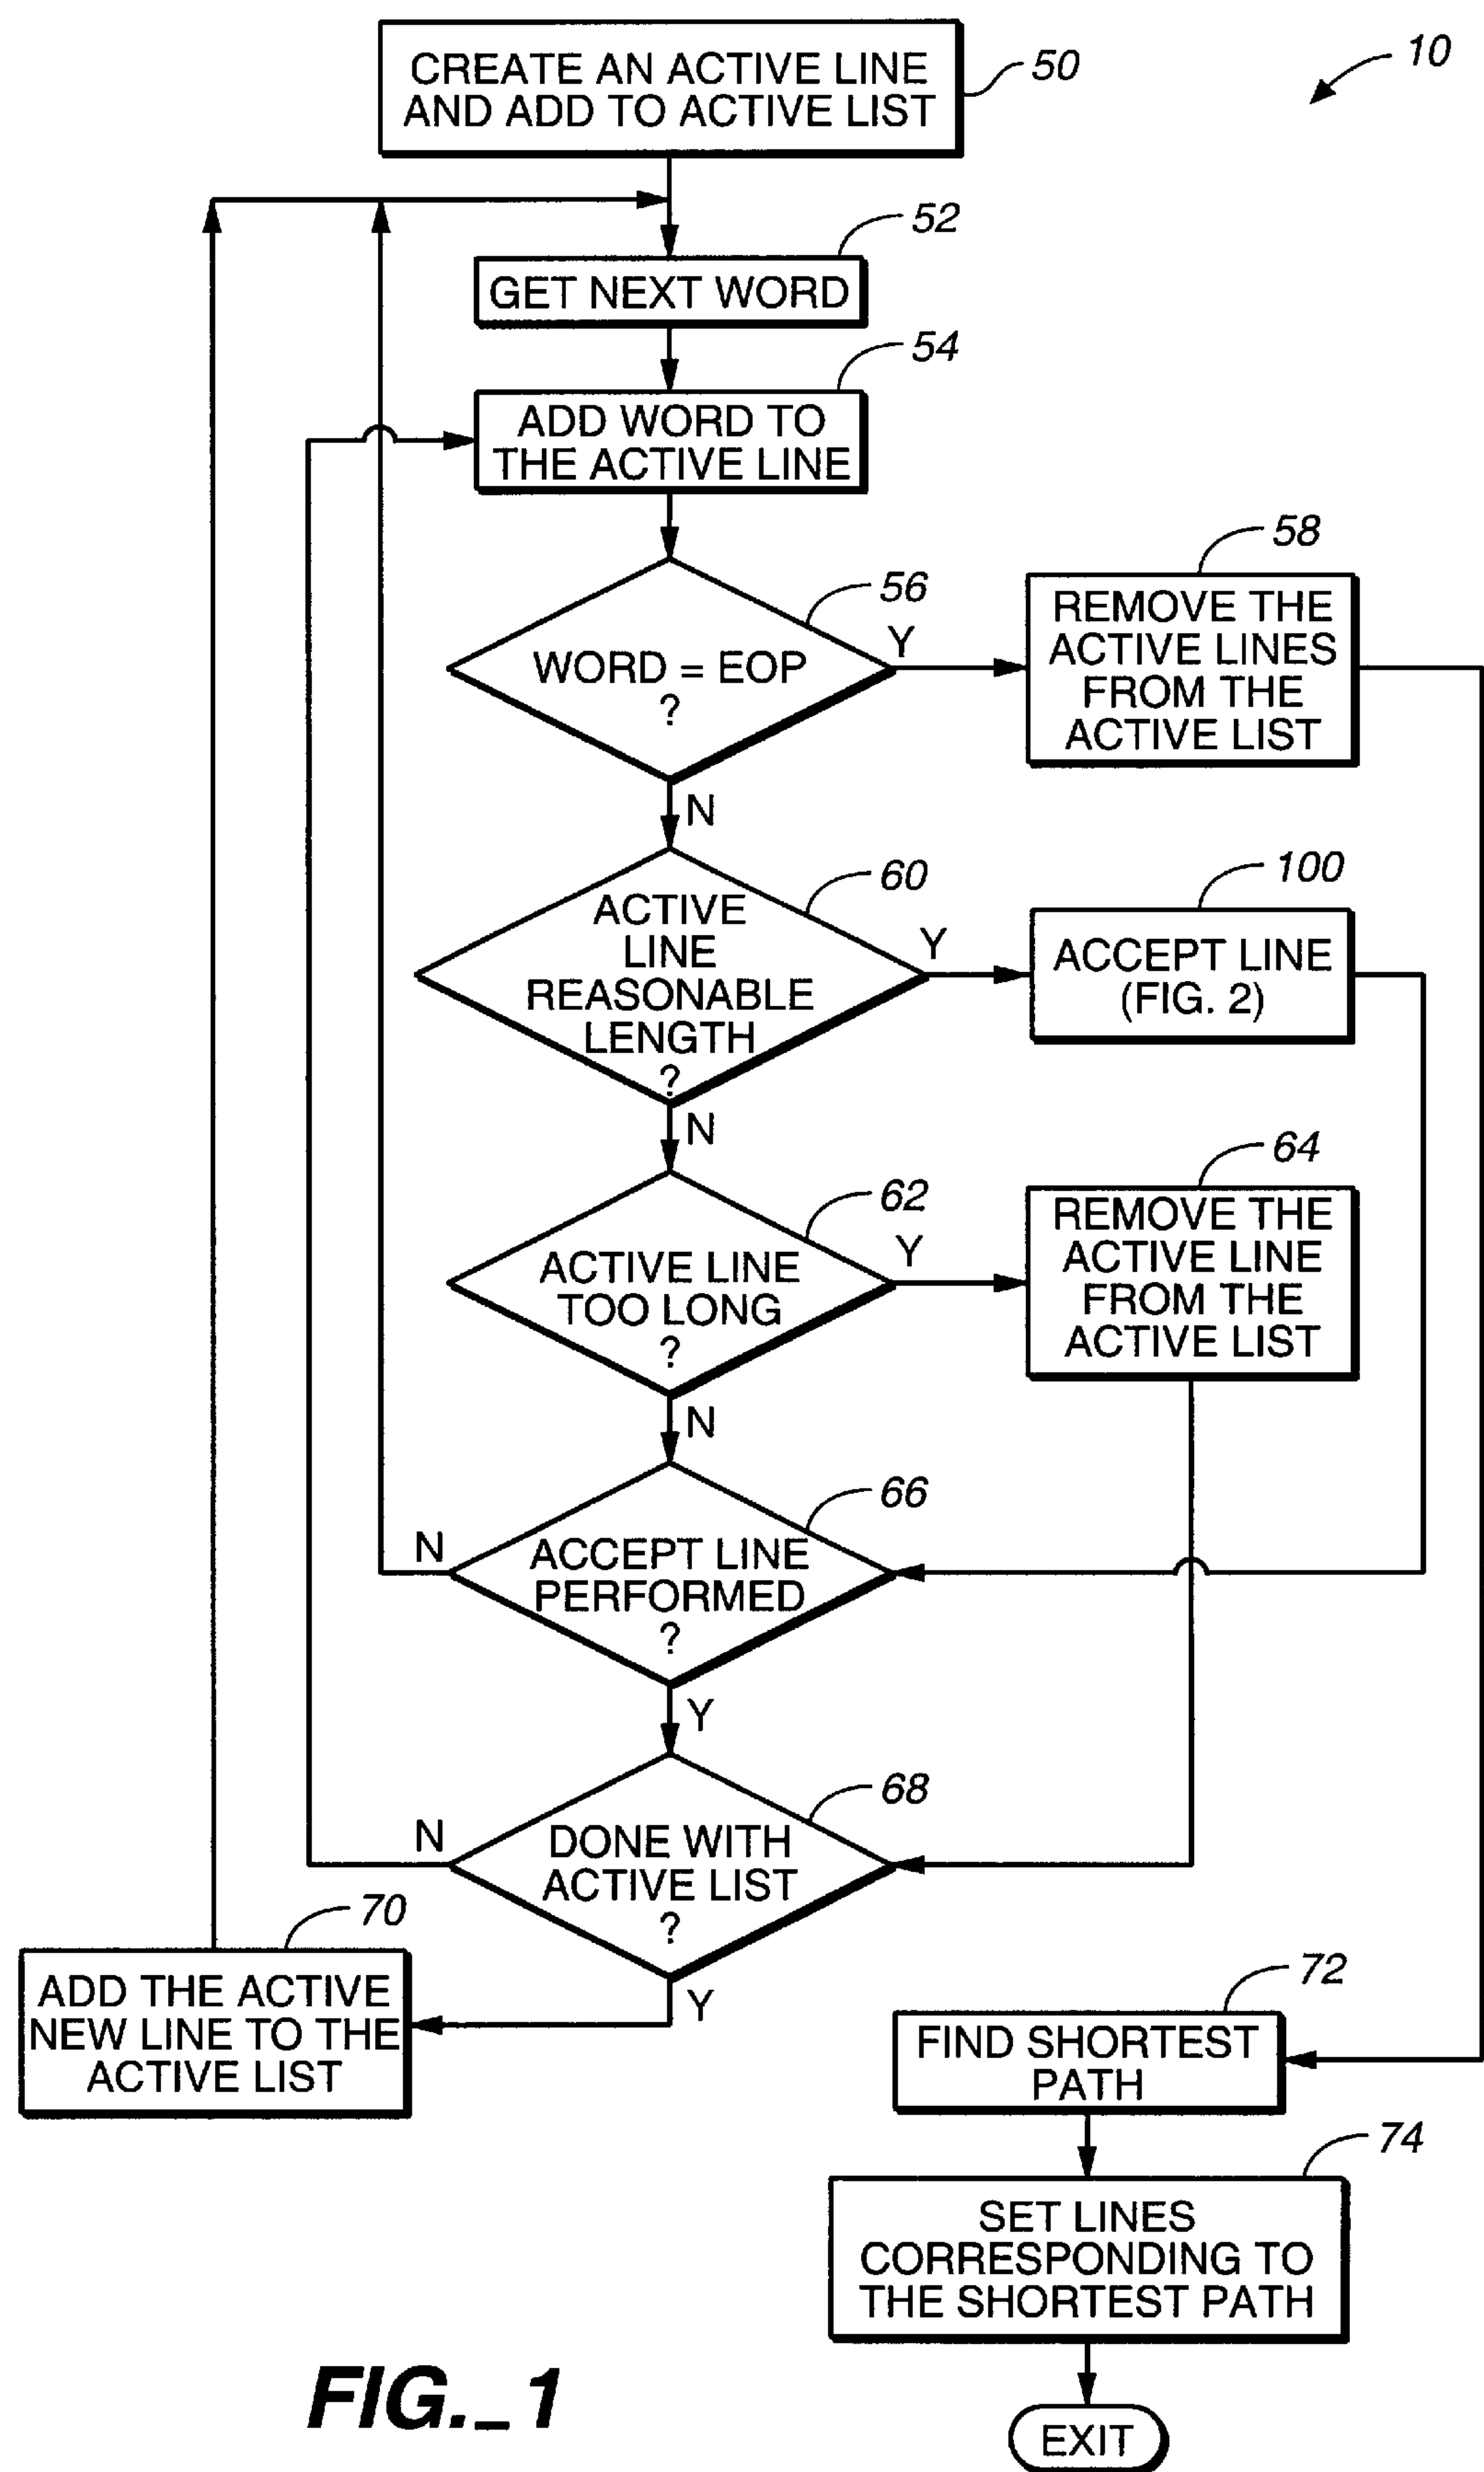 CREATE AN ACTIVE LINE
AND ADD TO ACTIVE LIST
50
10
52
GET NEXT WORD
54
ADD WORD TO
THE ACTIVE LINE
56
WORD = EOP
?
Y
58
REMOVE THE
ACTIVE LINES
FROM THE
ACTIVE LIST
N
60
ACTIVE
LINE
REASONABLE
LENGTH
?
Y
100
ACCEPT LINE
(FIG. 2)
N
62
ACTIVE LINE
TOO LONG
?
Y
64
REMOVE THE
ACTIVE LINE
FROM THE
ACTIVE LIST
N
66
ACCEPT LINE
PERFORMED
?
N
Y
68
DONE WITH
ACTIVE LIST
?
N
Y
70
ADD THE ACTIVE
NEW LINE TO THE
ACTIVE LIST
72
FIND SHORTEST
PATH
74
SET LINES
CORRESPONDING TO
THE SHORTEST PATH
EXIT
FIG._1